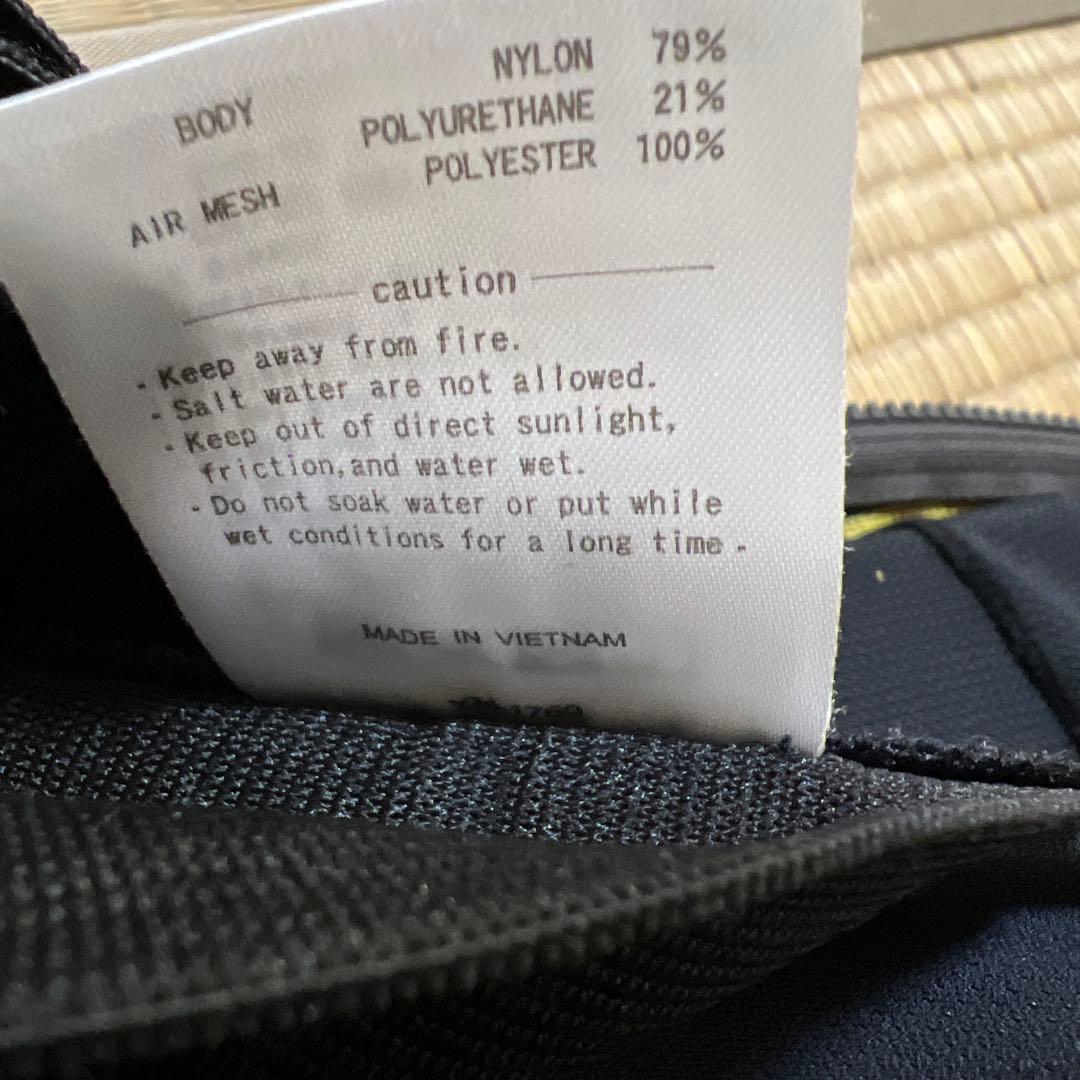 BODY NYLON 79%
POLYURETHANE 21%
AIR MESH POLYESTER 100%
caution
- Keep away from fire.
- Salt water are not allowed.
- Keep out of direct sunlight,
friction,and water wet.
- Do not soak water or put while
wet conditions for a long time -
MADE IN VIETNAM